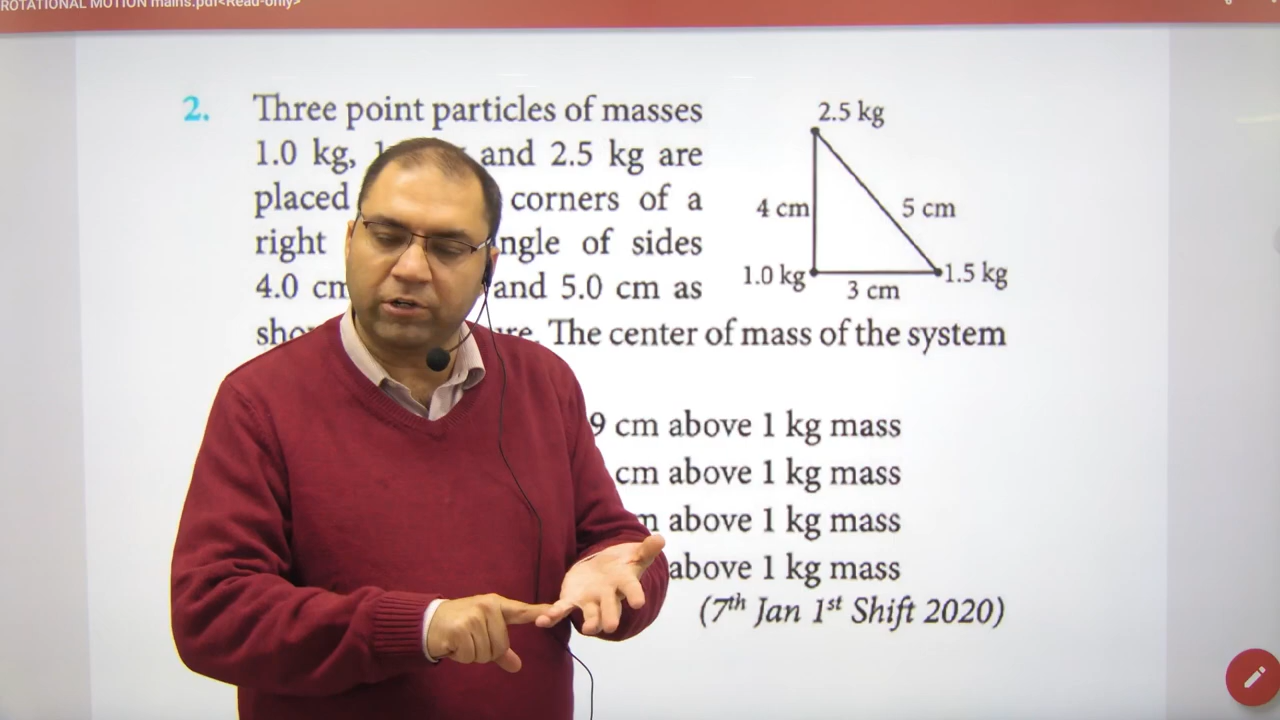 ROTATIONAL MOTION mains.pdf<Read-only>
2. Three point particles of masses
1.0 kg, and 2.5 kg are
placed corners of a
right of sides
4.0 cm and 5.0 cm as
The center of mass of the system
9 cm above 1 kg mass
cm above 1 kg mass
above 1 kg mass
above 1 kg mass
(7th Jan 1st Shift 2020)
2.5 kg
4 cm
5 cm
1.0 kg
1.5 kg
3 cm